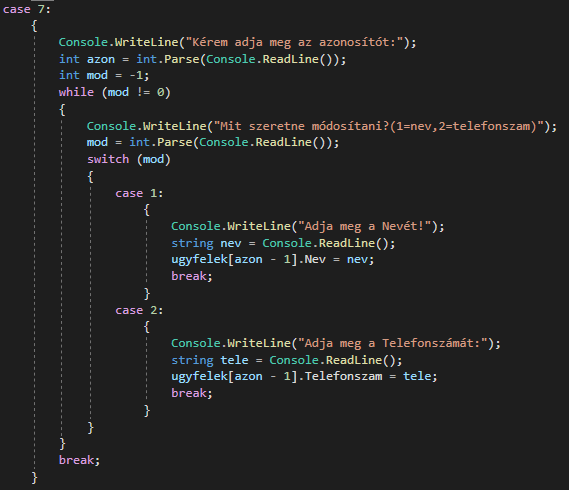 case 7:
{
Console.WriteLine("Kérem adja meg az azonosítót:");
int azon = int.Parse(Console.ReadLine());
int mod = -1;
while (mod != 0)
{
Console.WriteLine("Mit szeretne módosítani?(1=nev,2=telefonszam)");
mod = int.Parse(Console.ReadLine());
switch (mod)
{
case 1:
{
Console.WriteLine("Adja meg a Nevét!");
string nev = Console.ReadLine();
ugyfelek[azon - 1].Nev = nev;
break;
}
case 2:
{
Console.WriteLine("Adja meg a Telefonszámát:");
string tele = Console.ReadLine();
ugyfelek[azon - 1].Telefonszam = tele;
break;
}
}
}
break;
}